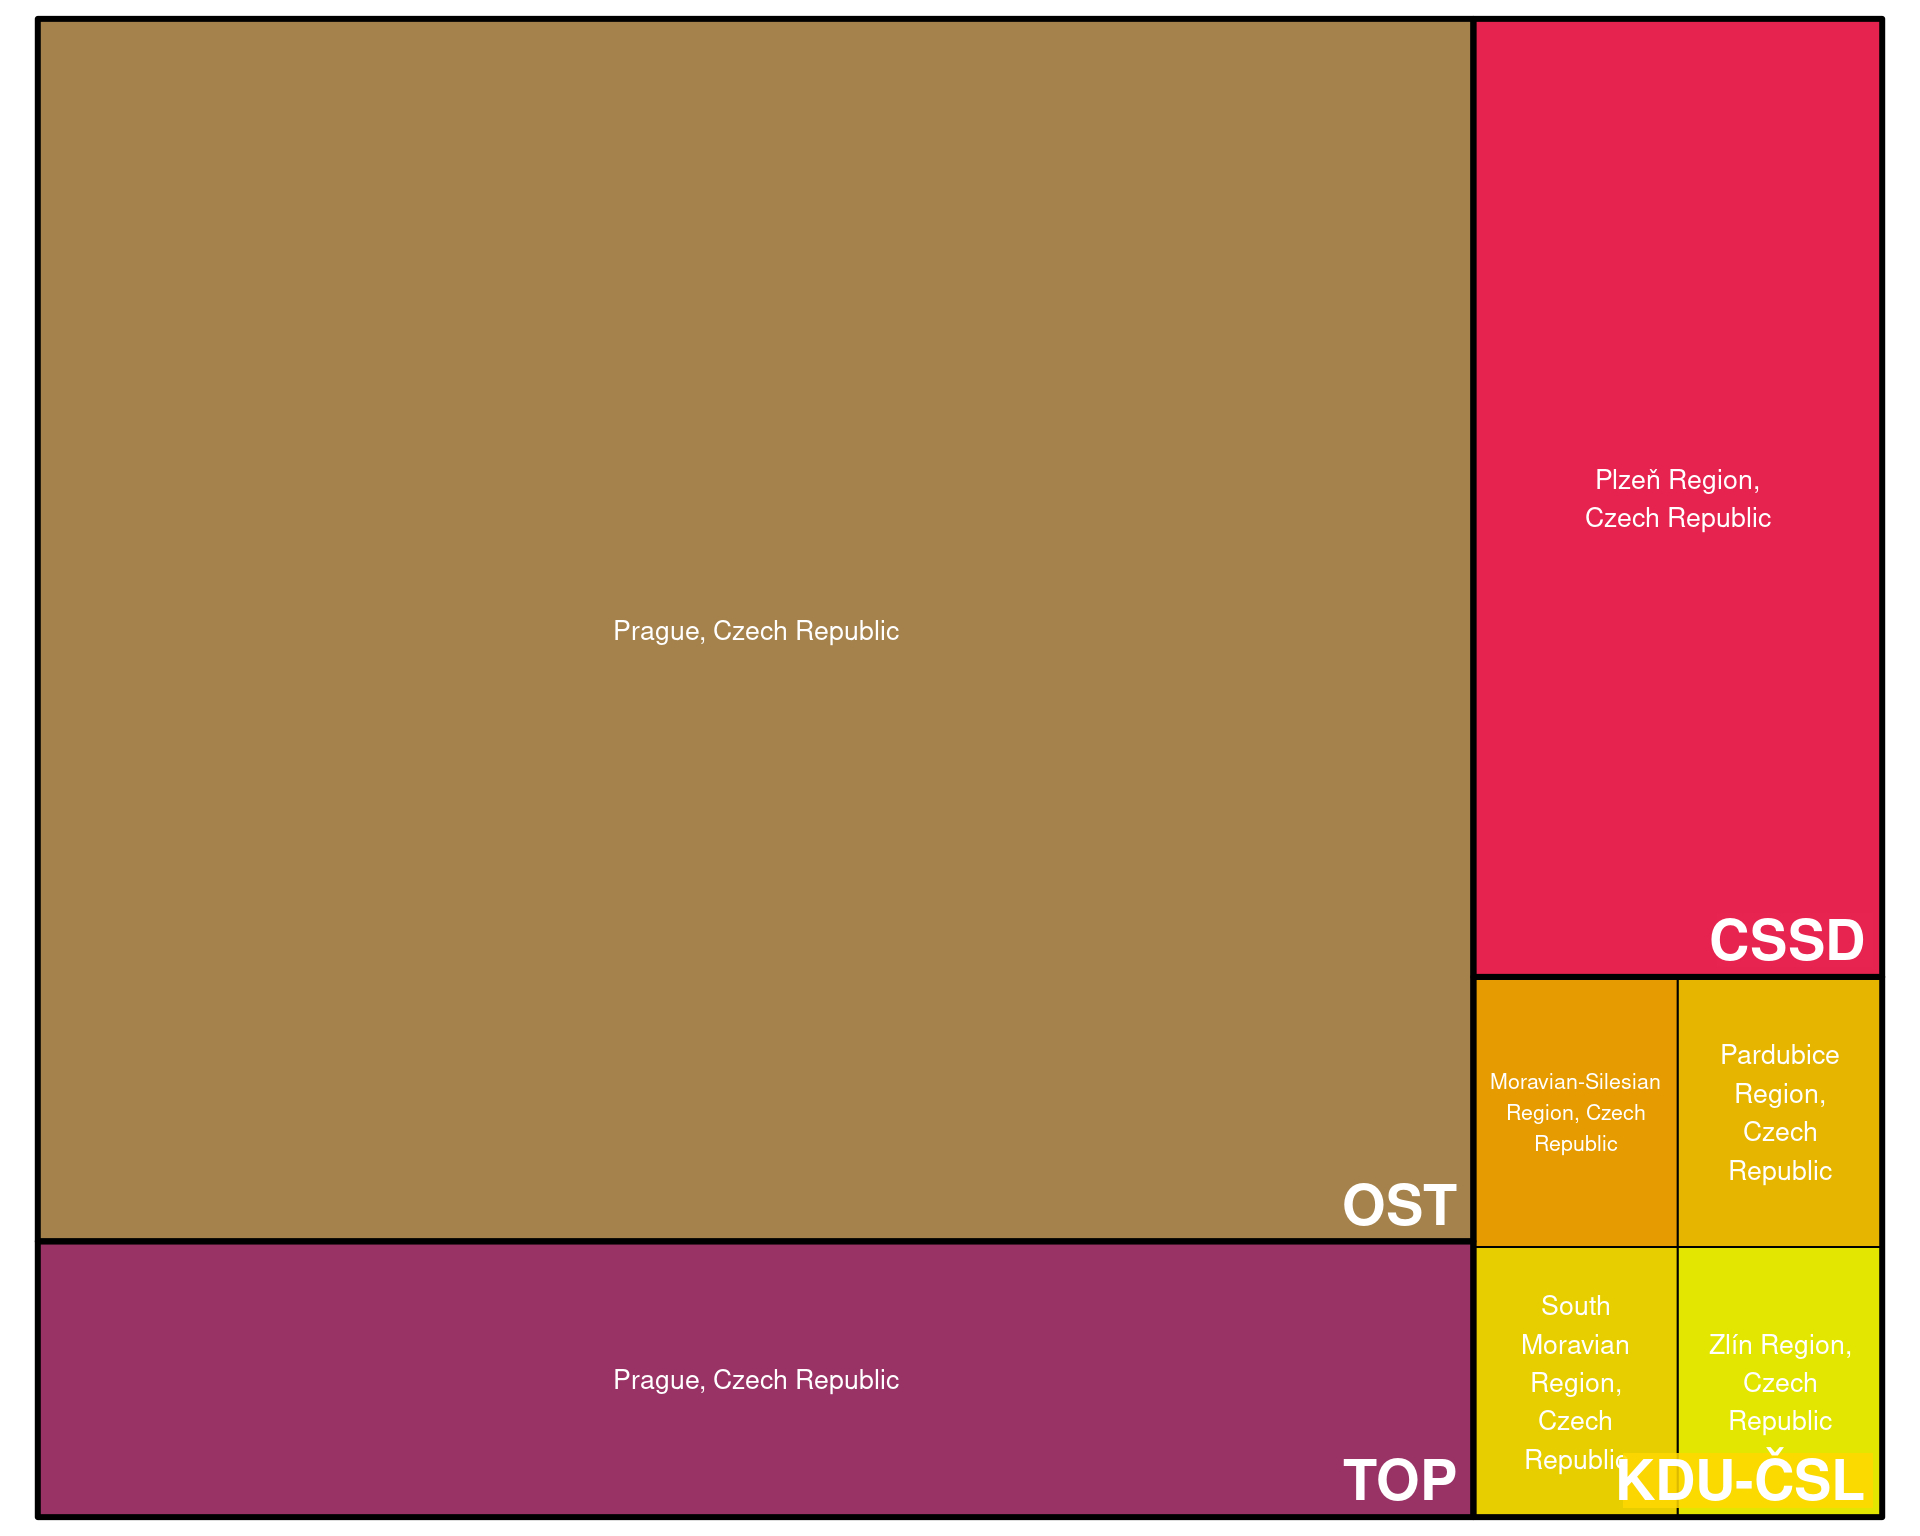 Prague, Czech Republic
OST
Prague, Czech Republic
TOP
Plzeň Region,
Czech Republic
CSSD
Moravian-Silesian
Region, Czech
Republic
Pardubice
Region,
Czech
Republic
South
Moravian
Region,
Czech
Republic
Zlín Region,
Czech
Republic
KDU-ČSL